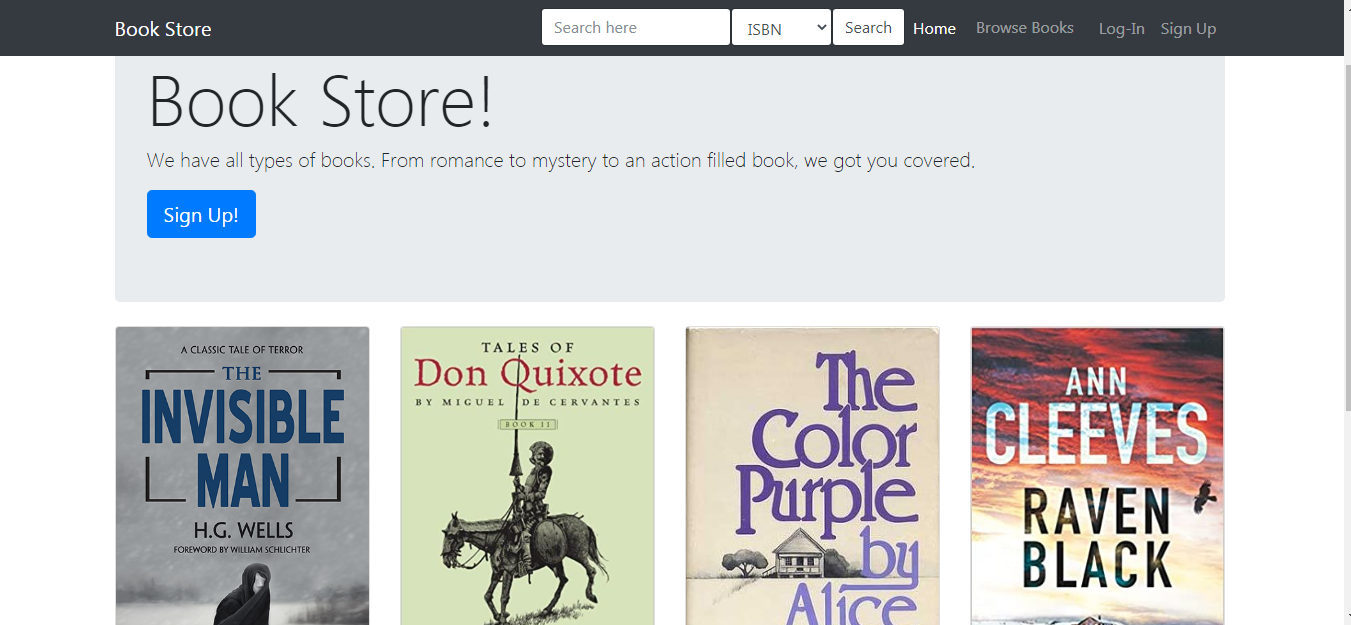 Book Store
Search here
ISBN
Search
Home
Browse Books
Log-In
Sign Up
Book Store!
We have all types of books. From romance to mystery to an action filled book, we got you covered.
Sign Up!
A CLASSIC TALE OF TERROR
THE
INVISIBLE
MAN
H.G. WELLS
FOREWORD BY WILLIAM SCHLICHTER
TALES OF
Don Quixote
BY MIGUEL DE CERVANTES
BOOK II
The
Color
Purple
by
Alice
ANN
CLEEVES
RAVEN
BLACK